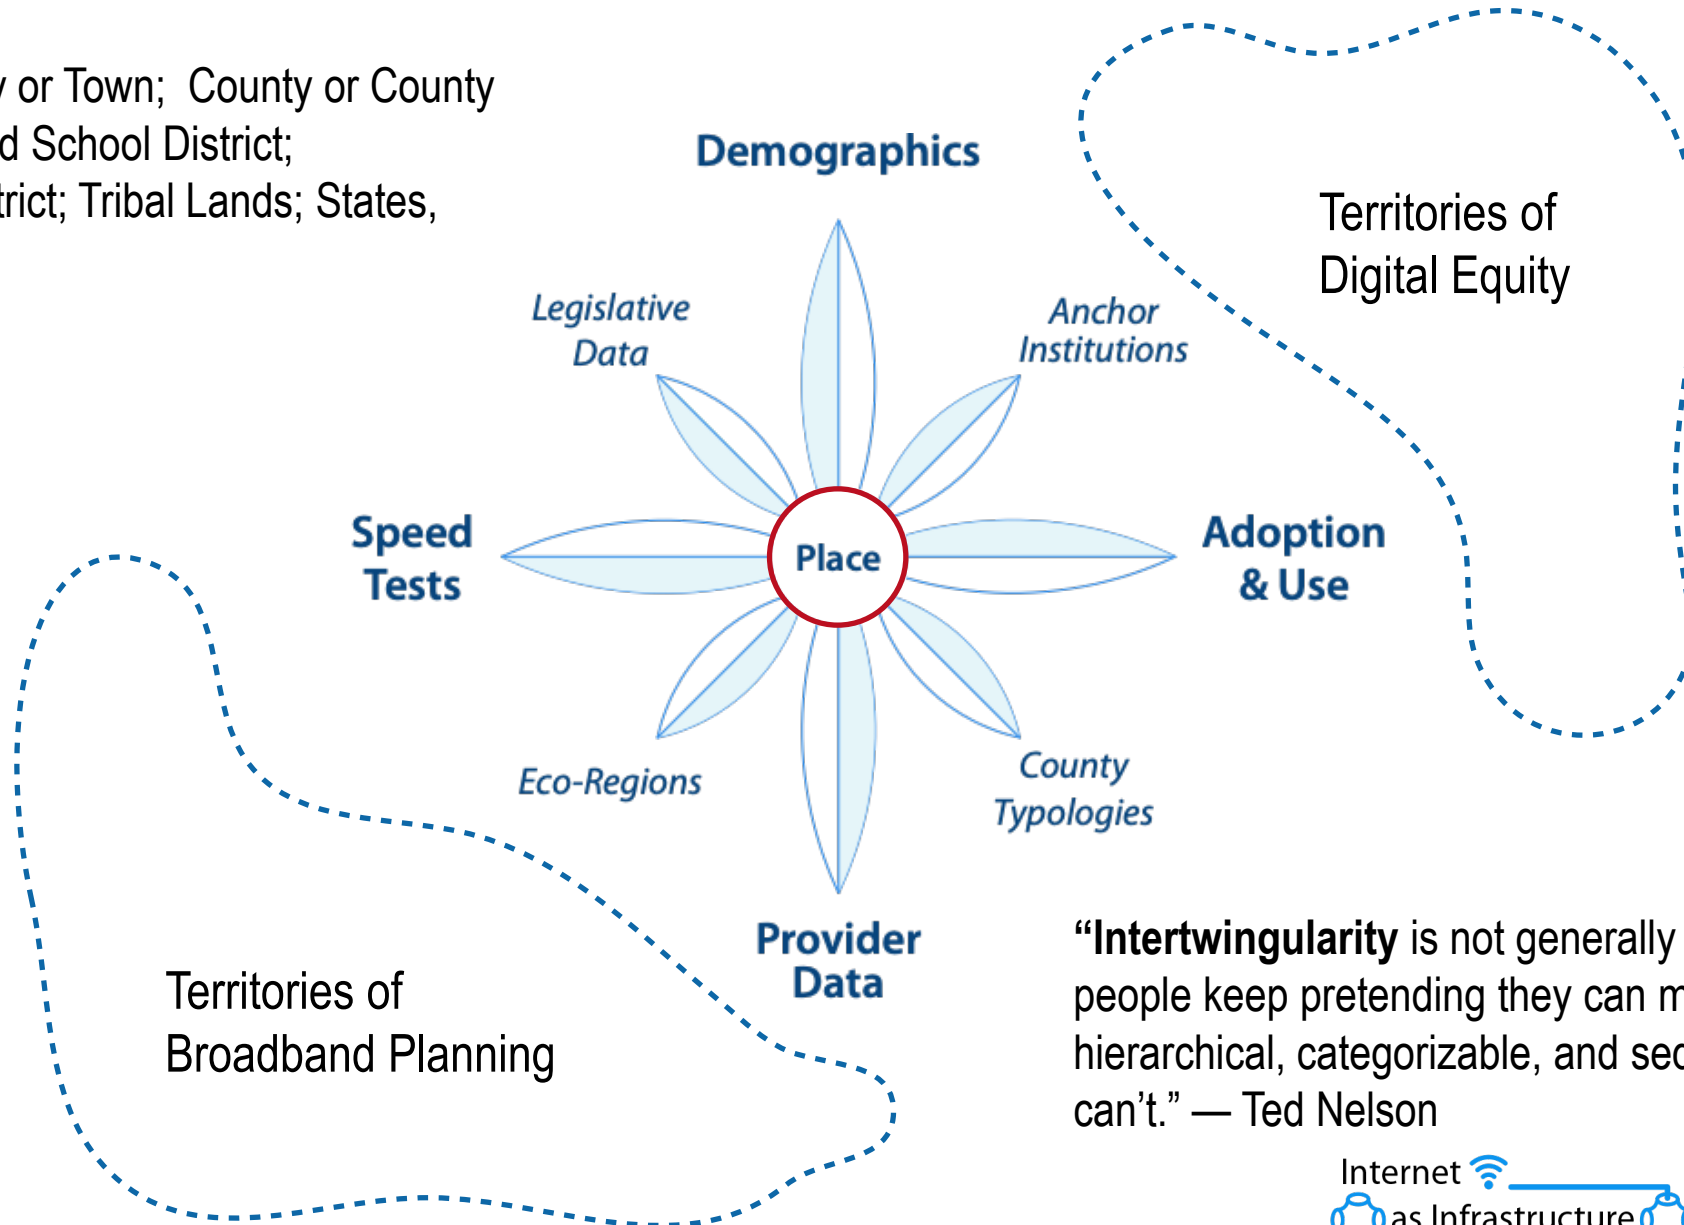 or Town; County or County
School District;
Tribal Lands; States,
Demographics
Territories of
Digital Equity
Legislative
Data
Anchor
Institutions
Speed
Tests
Place
Adoption
& Use
Eco-Regions
County
Typologies
Provider
Data
Territories of
Broadband Planning
“Intertwingularity is not generally
people keep pretending they can
hierarchical, categorizable, and
can’t.” — Ted Nelson
Internet
as Infrastructure